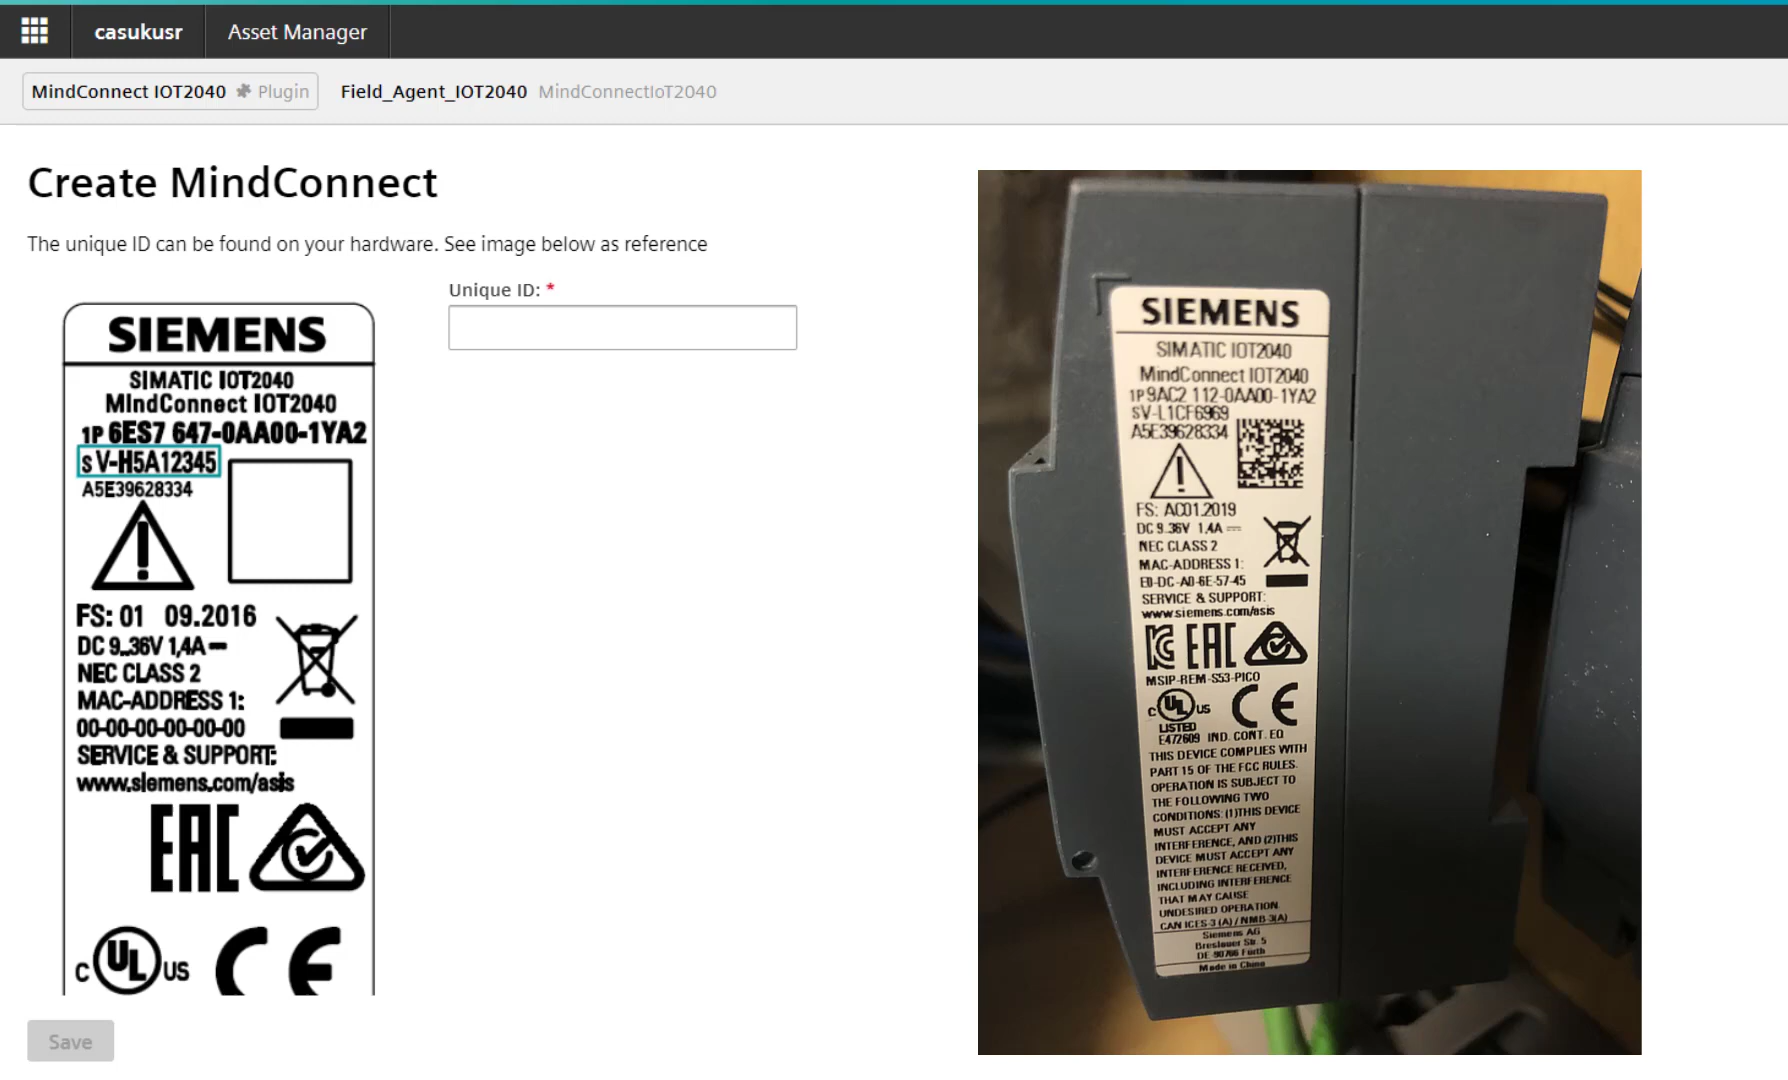 casukusr
Asset Manager
MindConnect IOT2040 Plugin
Field_Agent_IOT2040 MindConnectIoT2040
Create MindConnect
The unique ID can be found on your hardware. See image below as reference
Unique ID: *
SIEMENS
SIMATIC IOT2040
MIndConnect IOT2040
1P 6ES7 647-0AA00-1YA2
S V-H5A12345
A5E39628334
FS: 01 09.2016
DC 9..36V 1,4A
NEC CLASS 2
MAC-ADDRESS 1:
00-00-00-00-00-00
SERVICE & SUPPORT:
www.siemens.com/asis
EAC
C UL US CE
Save
SIEMENS
SIMATIC IOT2040
MindConnect IOT2040
1P 9AC2 112-0AA00-1YA2
SV-L1CF6969
A5E39628334
FS: AC01.2019
DC 9..36V 1,4A
NEC CLASS 2
MAC-ADDRESS 1:
E0-DC-A0-6E-57-45
SERVICE & SUPPORT:
www.siemens.com/asis
KC EAC
MSIP-REM-S53-PICO
C UL US CE
LISTED
E472609 IND. CONT. EQ
THIS DEVICE COMPLIES WITH
PART 15 OF THE FCC RULES.
OPERATION IS SUBJECT TO
THE FOLLOWING TWO
CONDITIONS: (1)THIS DEVICE
MUST ACCEPT ANY
INTERFERENCE, AND (2)THIS
DEVICE MUST ACCEPT ANY
INTERFERENCE RECEIVED,
INCLUDING INTERFERENCE
THAT MAY CAUSE
UNDESIRED OPERATION.
CAN ICES-3 (A) / NMB-3(A)
Siemens AG
Breslauer Str. 5
DE-90766 Fürth
Made in China